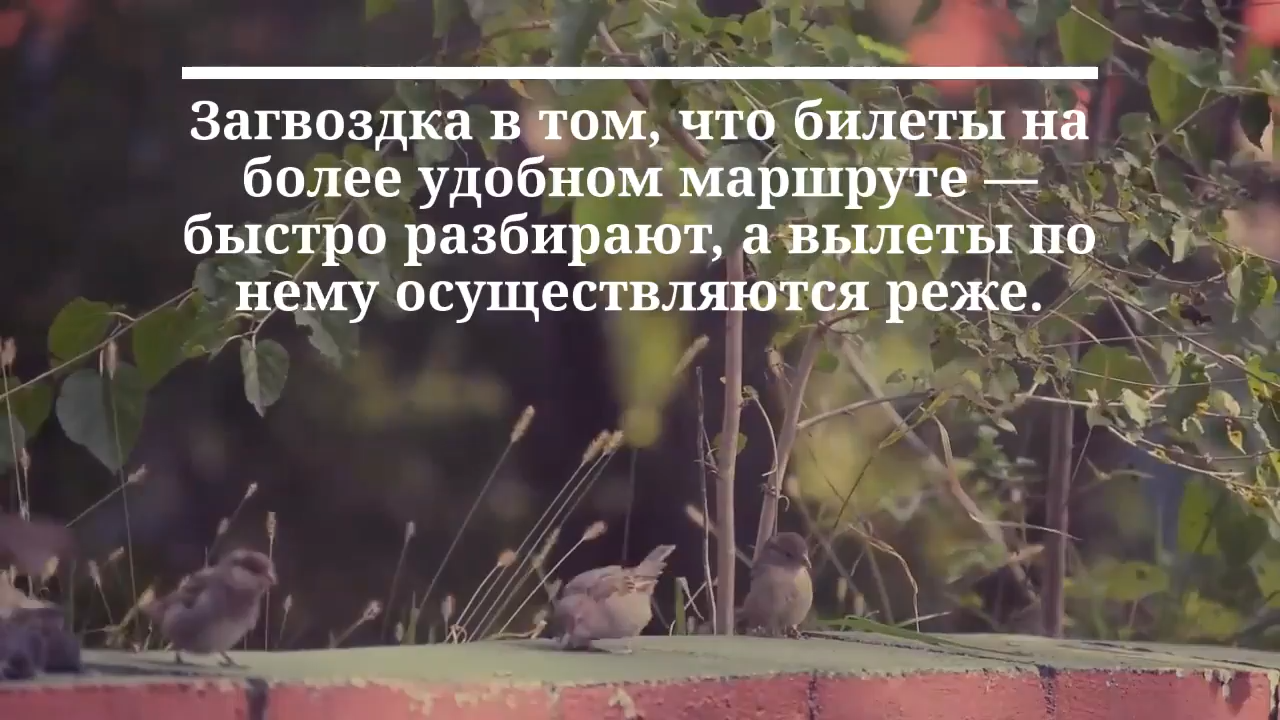 Загвоздка в том, что билеты на
более удобном маршруте —
быстро разбирают, а вылеты по
нему осуществляются реже.